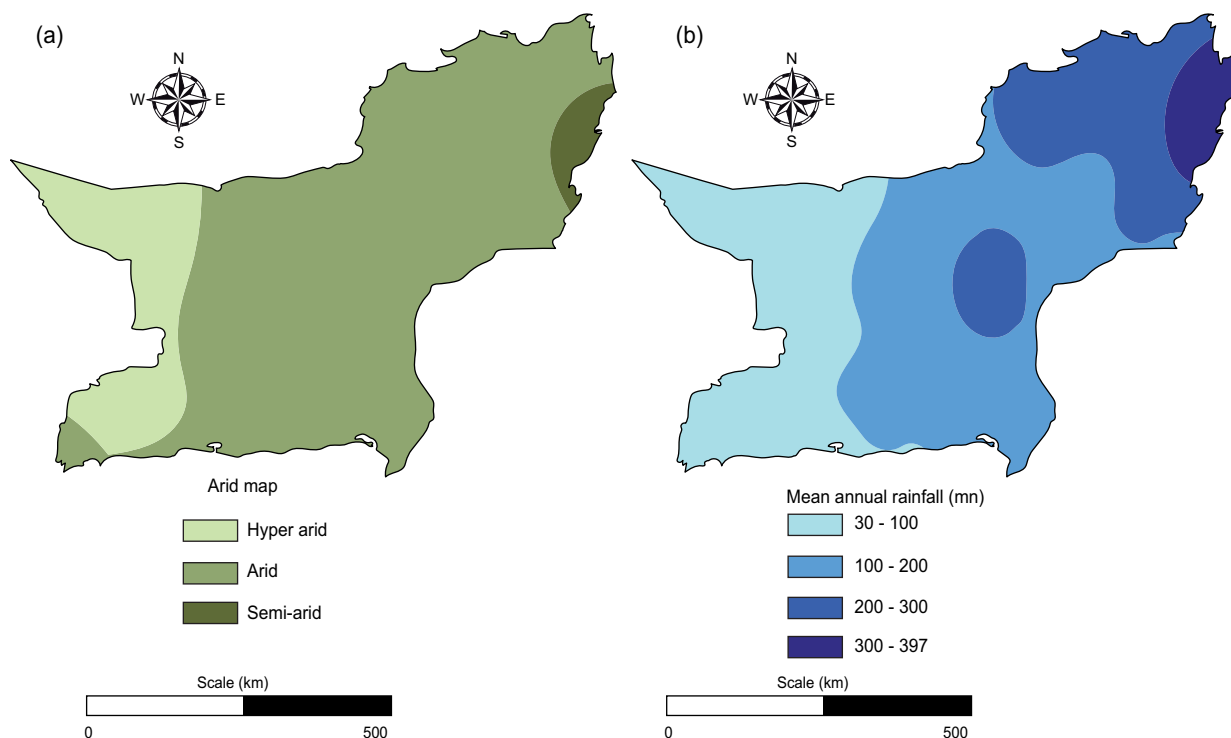 (a)
N
W E
S
Arid map
Hyper arid
Arid
Semi-arid
Scale (km)
0 500
(b)
N
W E
S
Mean annual rainfall (mn)
30 - 100
100 - 200
200 - 300
300 - 397
Scale (km)
0 500